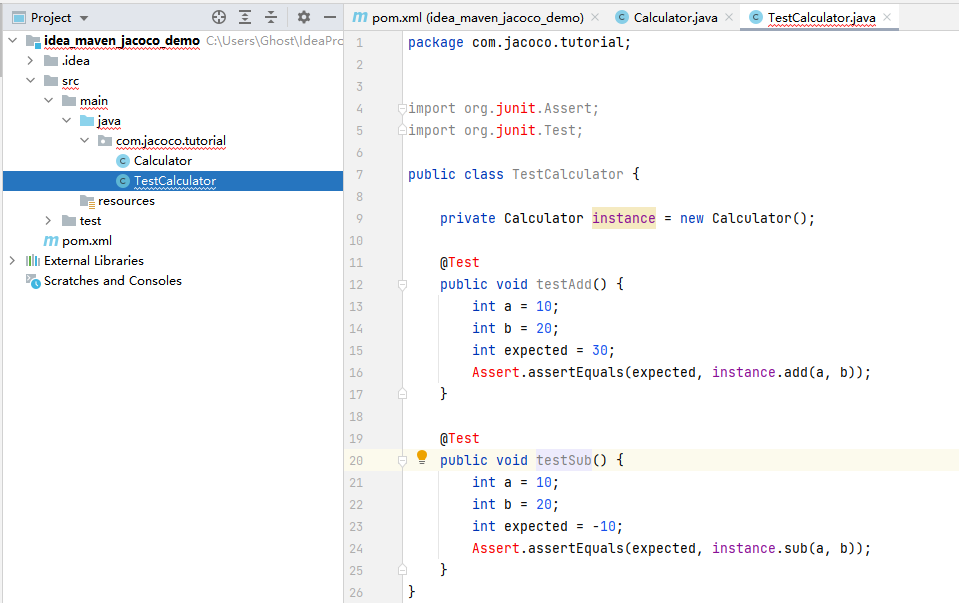 Project
idea_maven_jacoco_demo C:\Users\Ghost\IdeaPrc
.idea
src
main
java
com.jacoco.tutorial
Calculator
TestCalculator
resources
test
pom.xml
External Libraries
Scratches and Consoles
pom.xml (idea_maven_jacoco_demo) Calculator.java TestCalculator.java
1 package com.jacoco.tutorial;
2
3
4 import org.junit.Assert;
5 import org.junit.Test;
6
7 public class TestCalculator {
8
9 private Calculator instance = new Calculator();
10
11 @Test
12 public void testAdd() {
13 int a = 10;
14 int b = 20;
15 int expected = 30;
16 Assert.assertEquals(expected, instance.add(a, b));
17 }
18
19 @Test
20 public void testSub() {
21 int a = 10;
22 int b = 20;
23 int expected = -10;
24 Assert.assertEquals(expected, instance.sub(a, b));
25 }
26 }